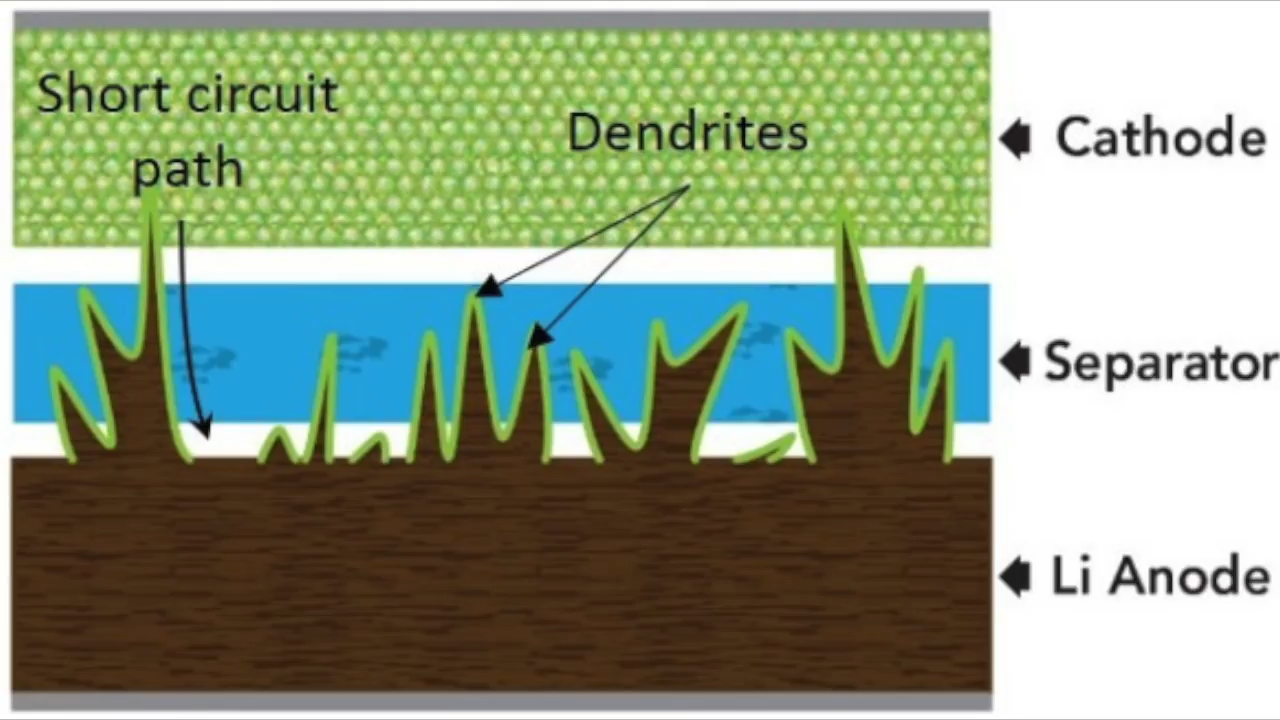 Short circuit
path
Dendrites
Cathode
Separator
Li Anode